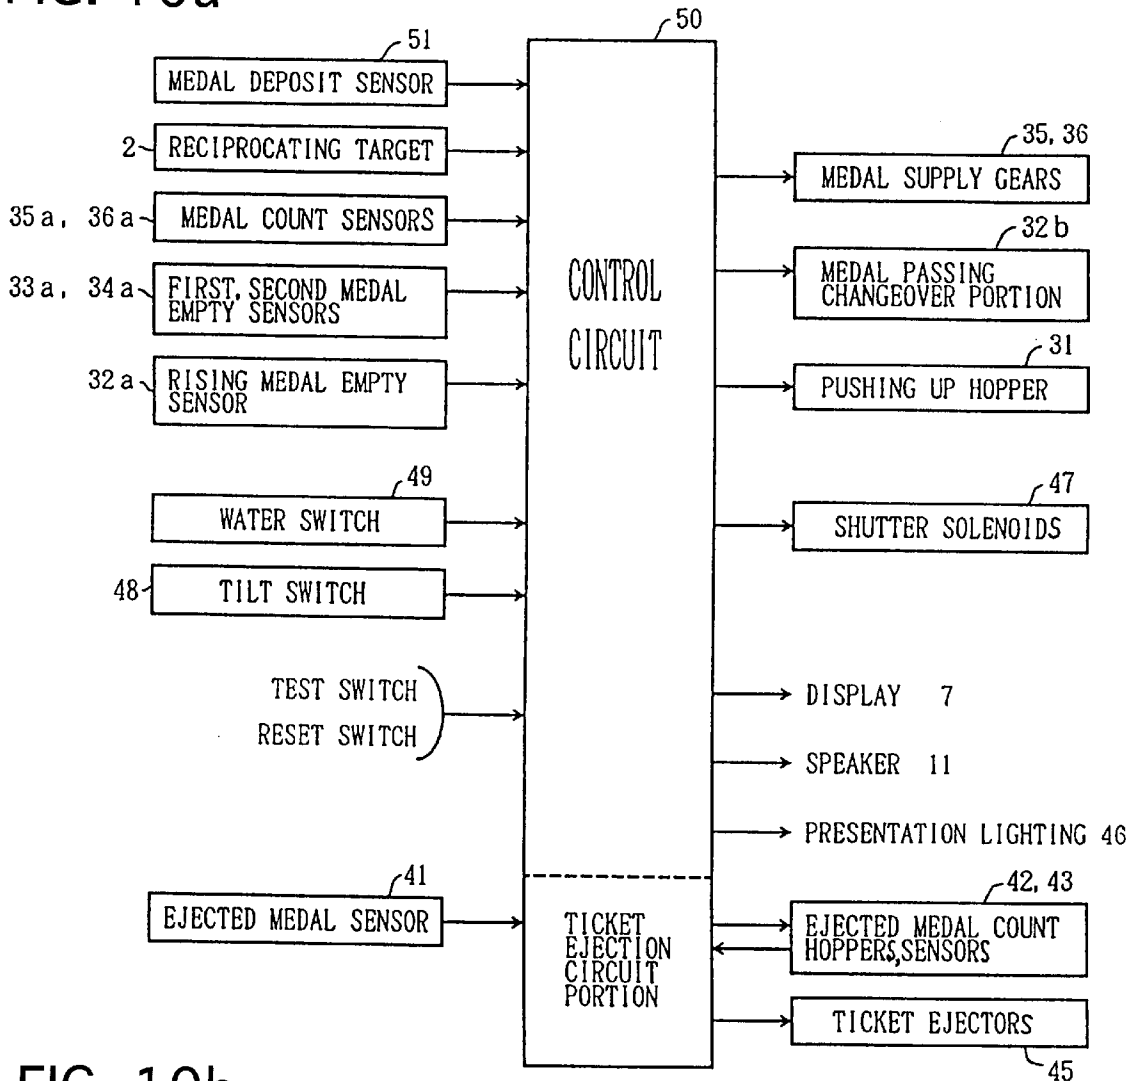 FIG. 10a
50
51
MEDAL DEPOSIT SENSOR
2
RECIPROCATING TARGET
35a, 36a
MEDAL COUNT SENSORS
33a, 34a
FIRST, SECOND MEDAL
EMPTY SENSORS
32a
RISING MEDAL EMPTY
SENSOR
49
WATER SWITCH
48
TILT SWITCH
TEST SWITCH
RESET SWITCH
41
EJECTED MEDAL SENSOR
CONTROL
CIRCUIT
TICKET
EJECTION
CIRCUIT
PORTION
35, 36
MEDAL SUPPLY GEARS
32b
MEDAL PASSING
CHANGEOVER PORTION
31
PUSHING UP HOPPER
47
SHUTTER SOLENOIDS
DISPLAY 7
SPEAKER 11
PRESENTATION LIGHTING 46
42, 43
EJECTED MEDAL COUNT
HOPPERS,SENSORS
TICKET EJECTORS
45
FIG. 10b